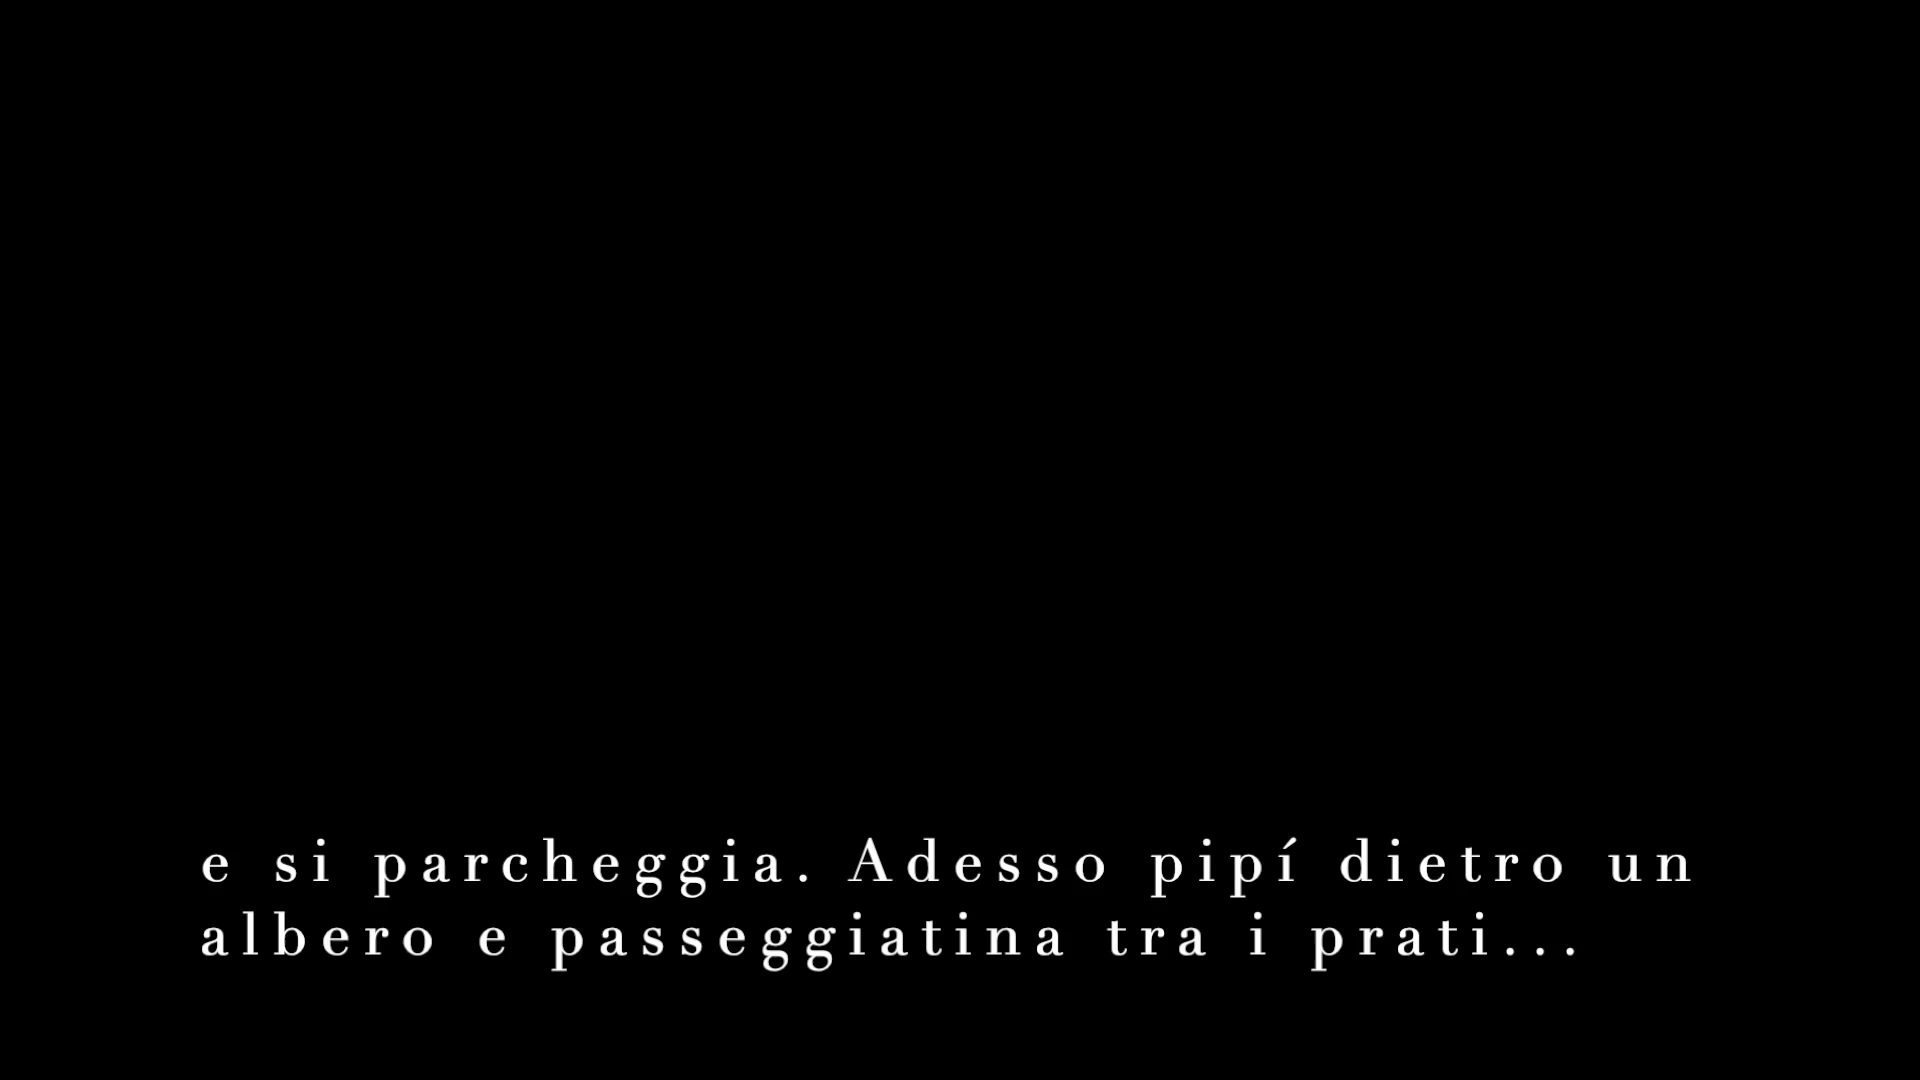 e si parcheggia. Adesso pipí dietro un
albero e passeggiatina tra i prati...